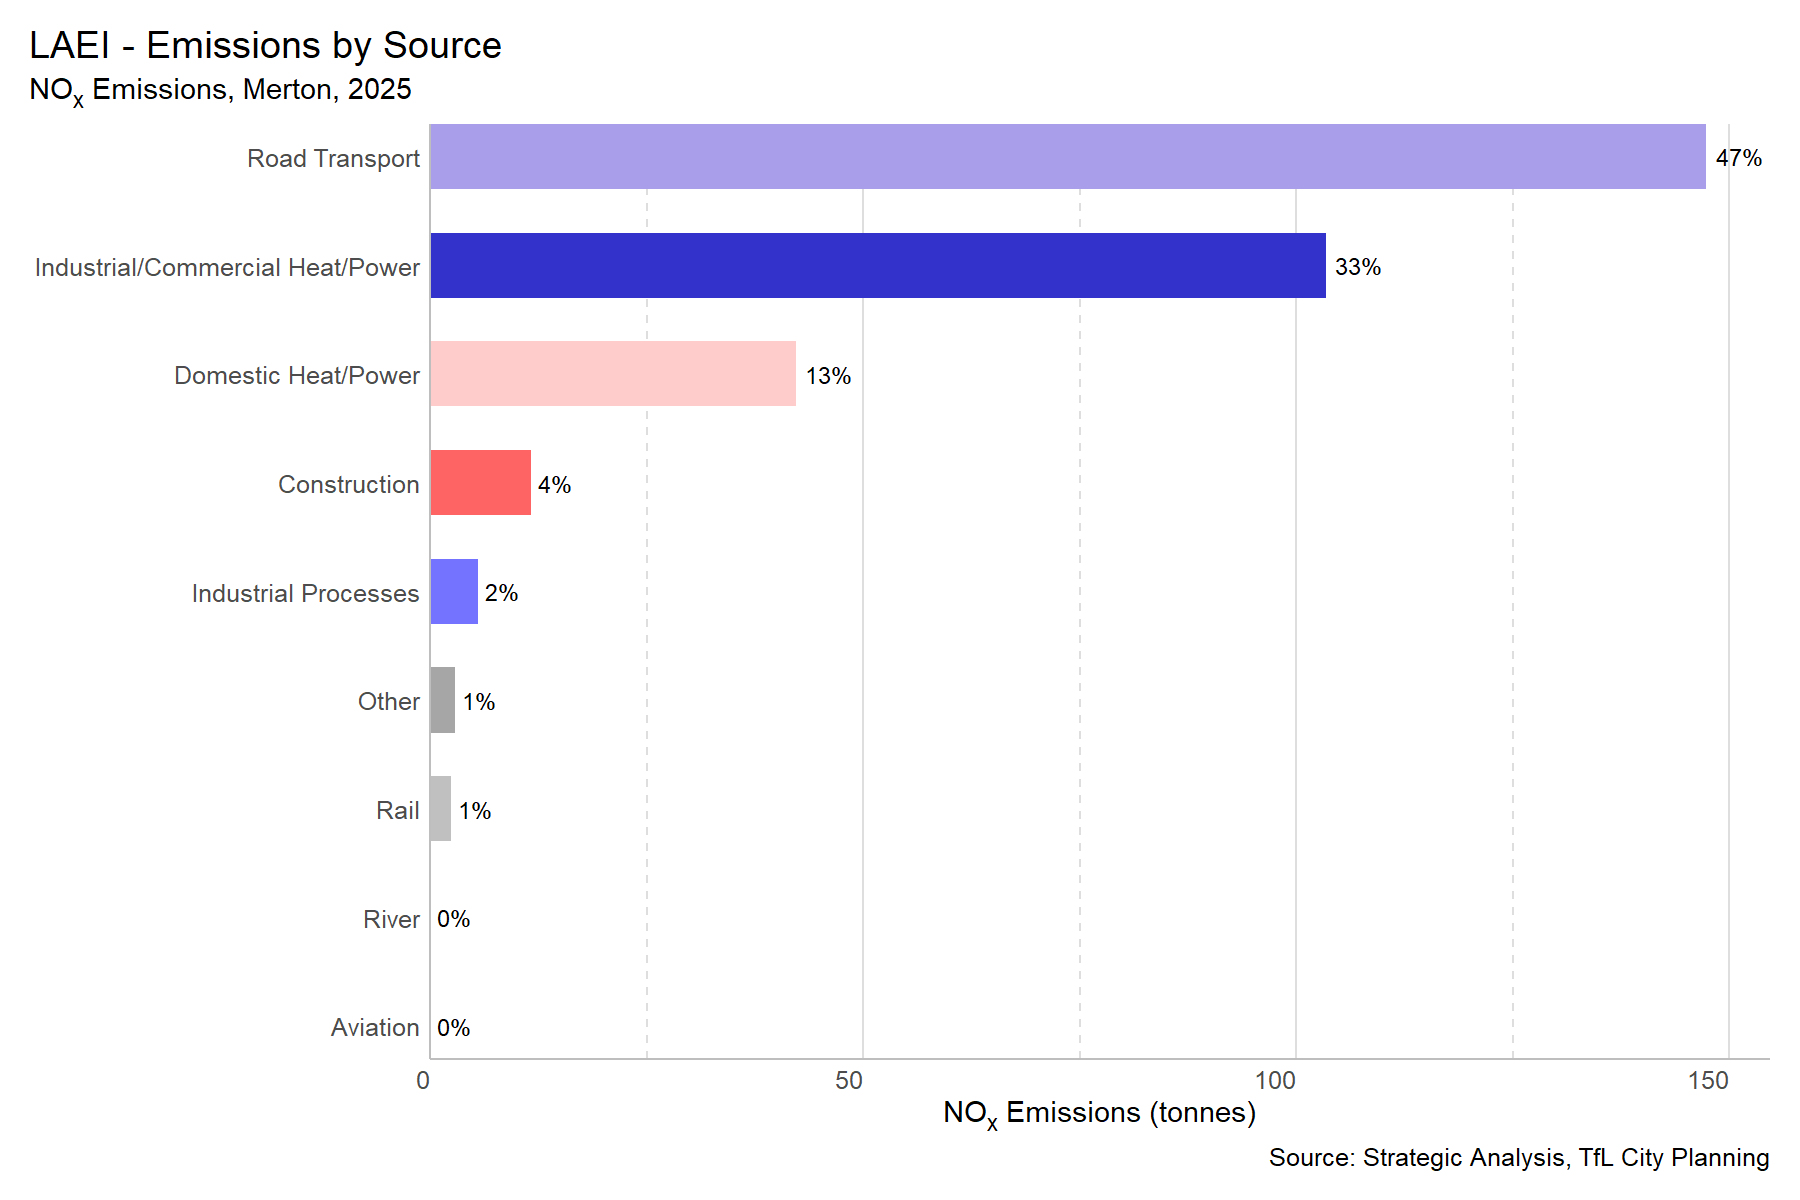 LAEI - Emissions by Source
NOx Emissions, Merton, 2025
Road Transport 47%
Industrial/Commercial Heat/Power 33%
Domestic Heat/Power 13%
Construction 4%
Industrial Processes 2%
Other 1%
Rail 1%
River 0%
Aviation 0%
0 50 100 150
NOx Emissions (tonnes)
Source: Strategic Analysis, TfL City Planning